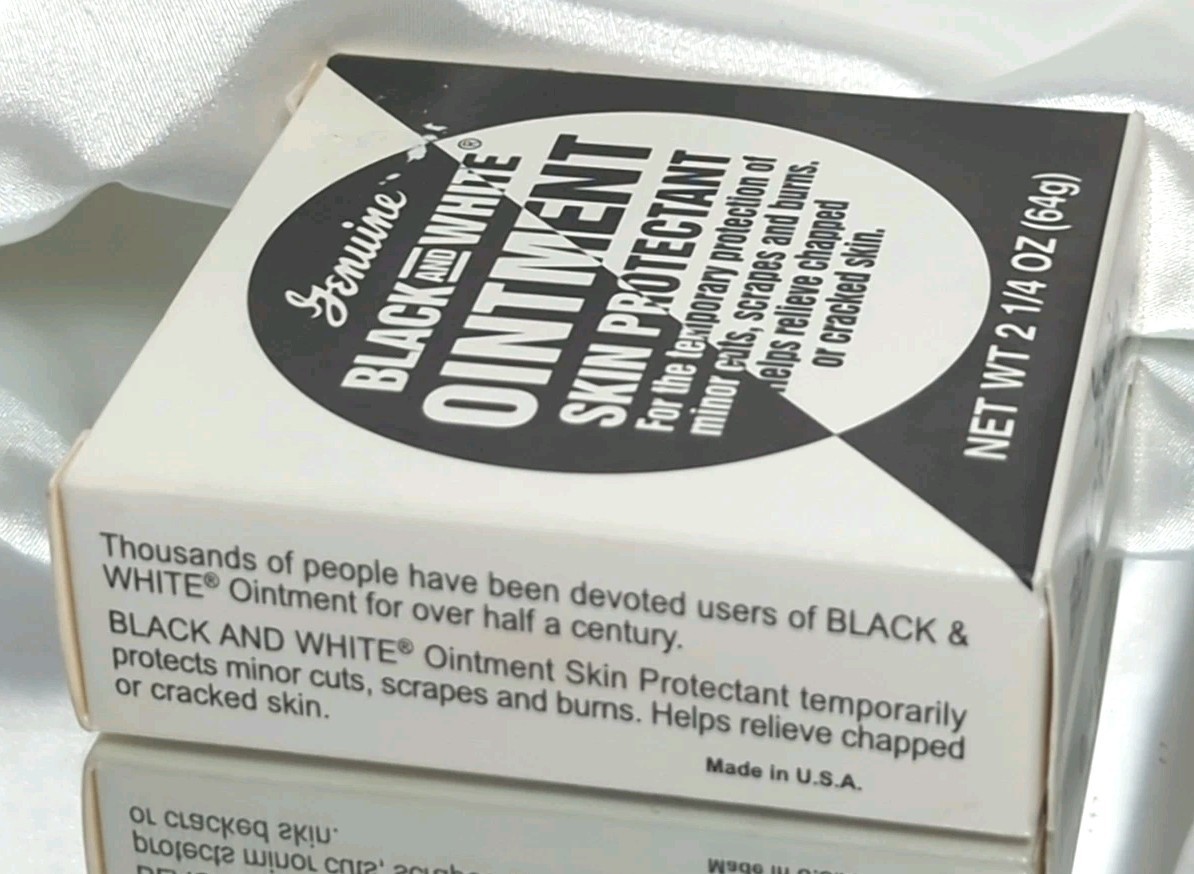 Genuine
BLACK AND WHITE®
OINTMENT
SKIN PROTECTANT
For the temporary protection of
minor cuts, scrapes and burns.
Helps relieve chapped
or cracked skin.
NET WT 2 1/4 OZ (64g)
Thousands of people have been devoted users of BLACK &
WHITE® Ointment for over half a century.
BLACK AND WHITE® Ointment Skin Protectant temporarily
protects minor cuts, scrapes and burns. Helps relieve chapped
or cracked skin.
Made in U.S.A.